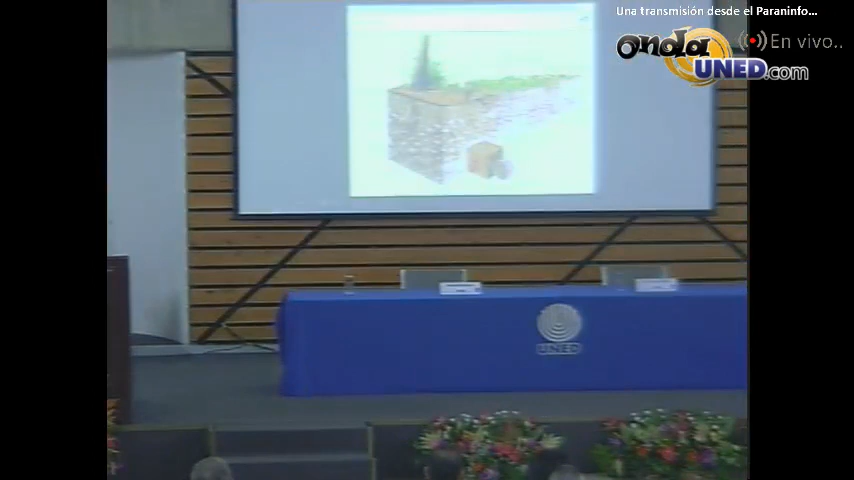 Una transmisión desde el Paraninfo...
onda
UNED.com
En vivo..
UNED